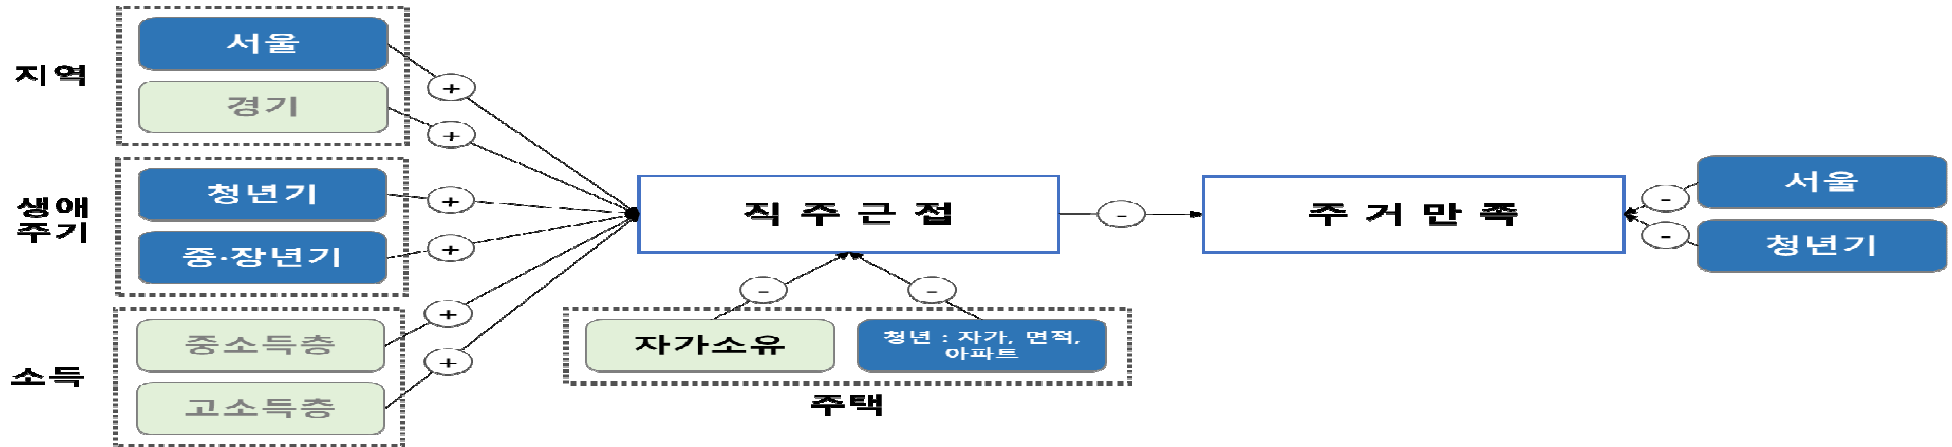 지역
서울
경기
+
+
생애
주기
청년기
중·장년기
+
+
소득
중소득층
고소득층
+
+
직 주 근 접
-
주 거 만 족
-
-
서울
청년기
-
-
자가소유
청년 : 자가, 면적,
아파트
주택